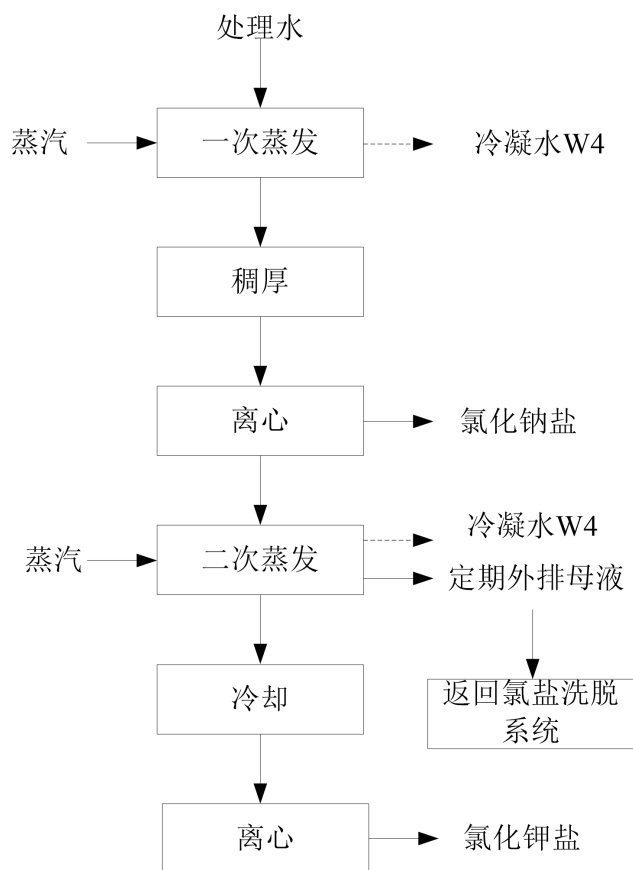 处理水
蒸汽
一次蒸发
冷凝水W4
稠厚
离心
氯化钠盐
冷凝水W4
蒸汽
二次蒸发
定期外排母液
冷却
返回氯盐洗脱
系统
离心
氯化钾盐